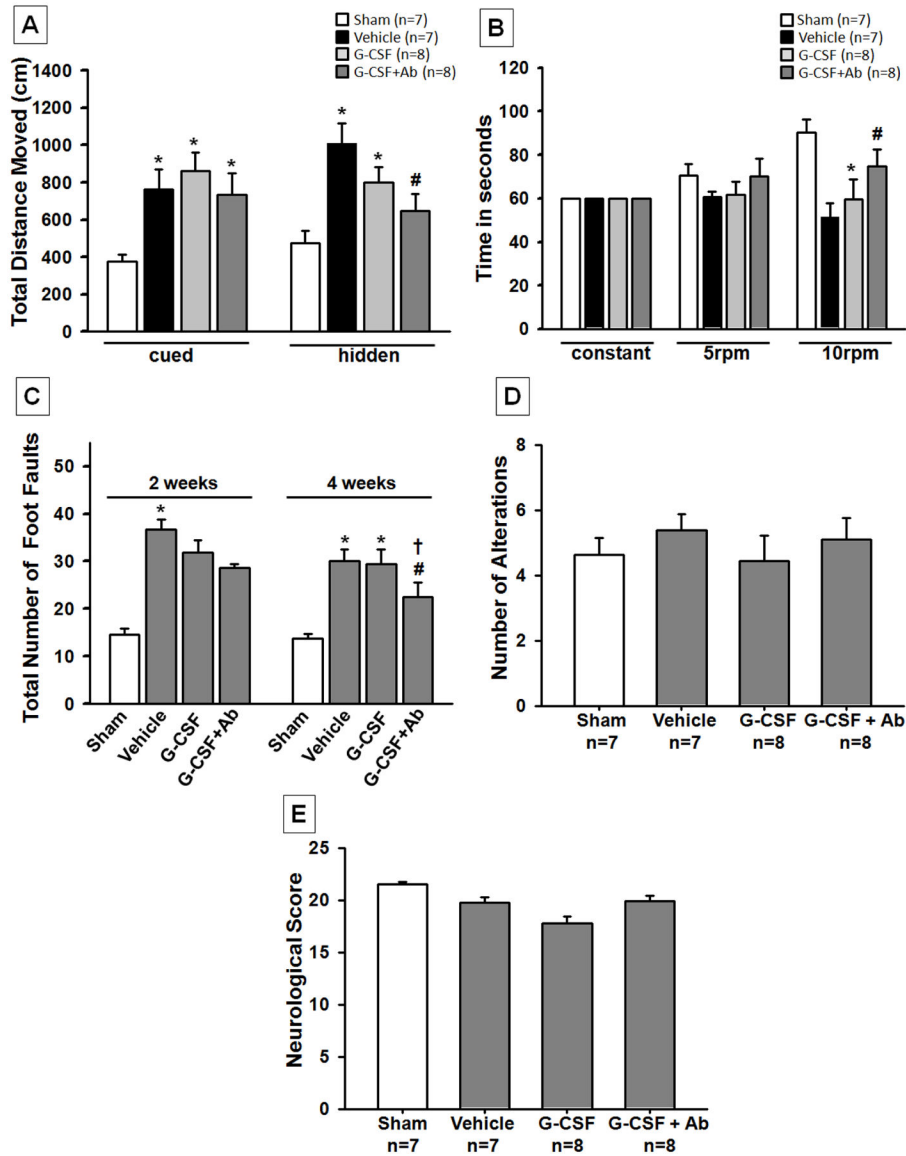 A
Sham (n=7)
Vehicle (n=7)
G-CSF (n=8)
G-CSF+Ab (n=8)
Total Distance Moved (cm)
1400
1200
1000
800
600
400
200
0
*
*
*
*
*
#
cued
hidden
B
Sham (n=7)
Vehicle (n=7)
G-CSF (n=8)
G-CSF+Ab (n=8)
Time in seconds
120
100
80
60
40
20
0
*
#
constant
5rpm
10rpm
C
Total Number of Foot Faults
50
40
30
20
10
0
2 weeks
4 weeks
*
*
*
†
#
Sham
Vehicle
G-CSF
G-CSF+Ab
Sham
Vehicle
G-CSF
G-CSF+Ab
D
Number of Alterations
8
6
4
2
0
Sham
n=7
Vehicle
n=7
G-CSF
n=8
G-CSF + Ab
n=8
E
Neurological Score
25
20
15
10
5
0
Sham
n=7
Vehicle
n=7
G-CSF
n=8
G-CSF + Ab
n=8